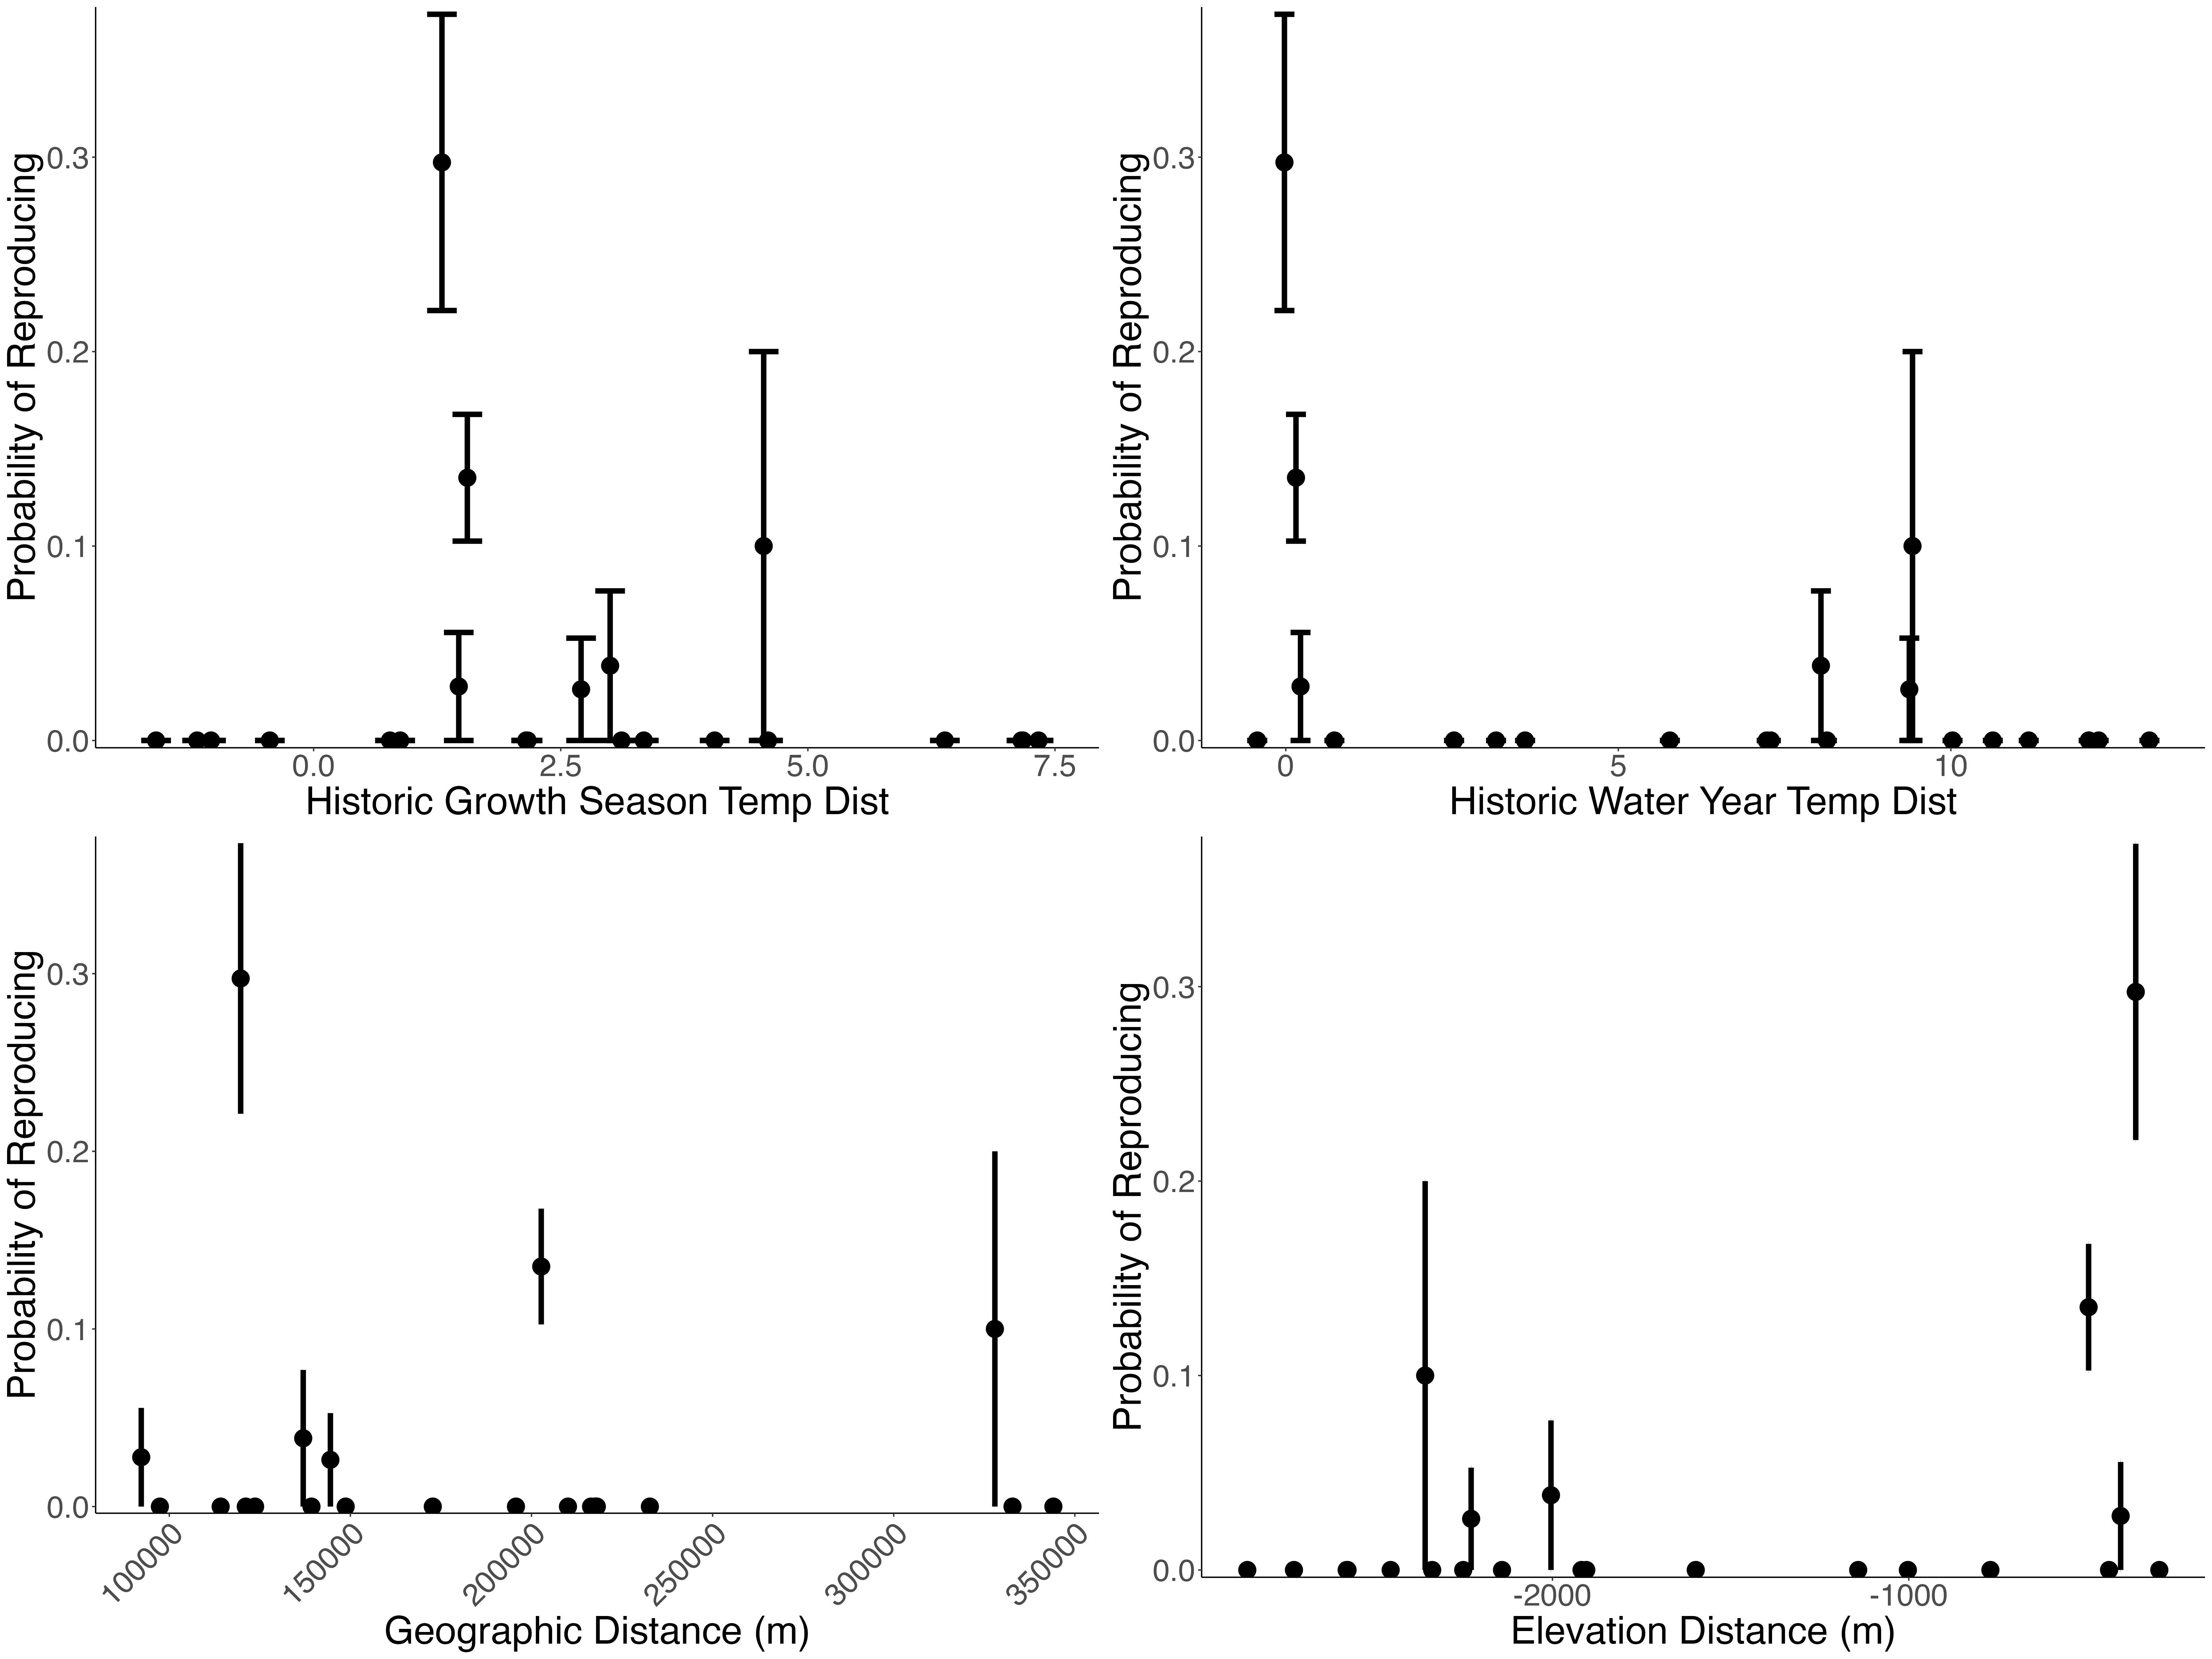 Probability of Reproducing
0.3
0.2
0.1
0.0
0.0 2.5 5.0 7.5
Historic Growth Season Temp Dist
Probability of Reproducing
0.3
0.2
0.1
0.0
0 5 10
Historic Water Year Temp Dist
Probability of Reproducing
0.3
0.2
0.1
0.0
100000 150000 200000 250000 300000 350000
Geographic Distance (m)
Probability of Reproducing
0.3
0.2
0.1
0.0
-2000 -1000
Elevation Distance (m)